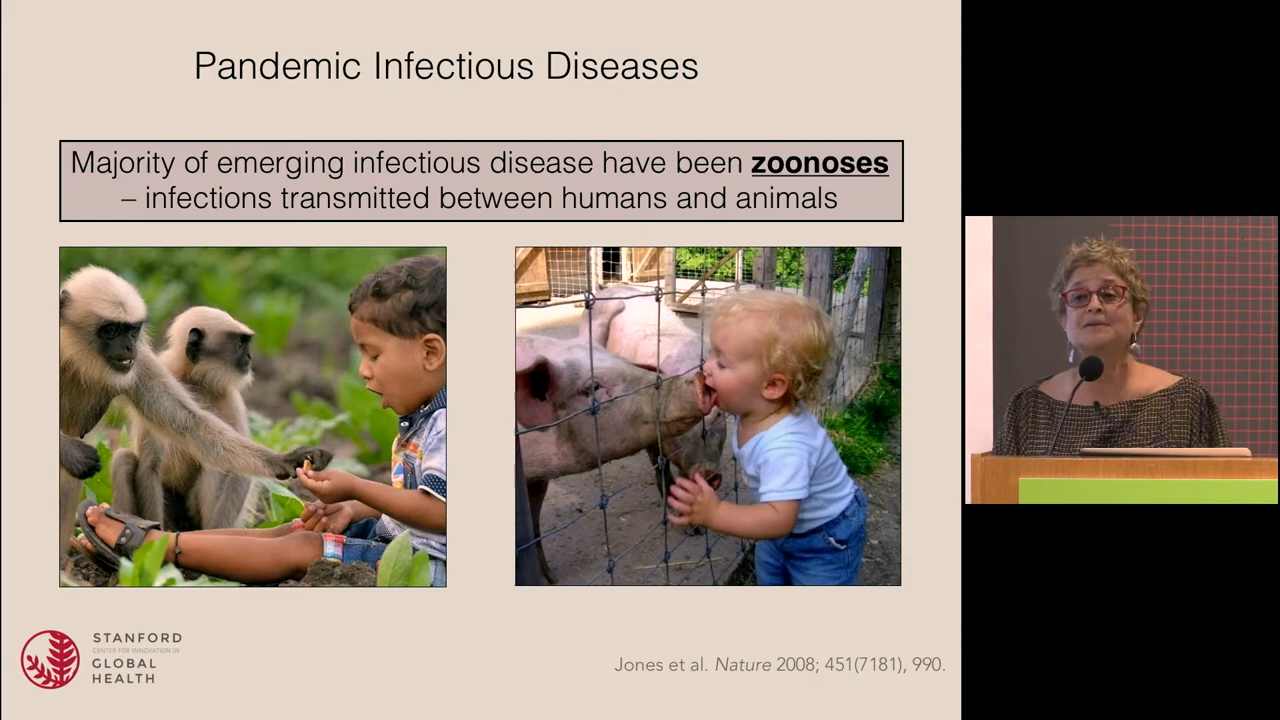 Pandemic Infectious Diseases
Majority of emerging infectious disease have been zoonoses
– infections transmitted between humans and animals
STANFORD
CENTER FOR INNOVATION IN
GLOBAL
HEALTH
Jones et al. Nature 2008; 451(7181), 990.